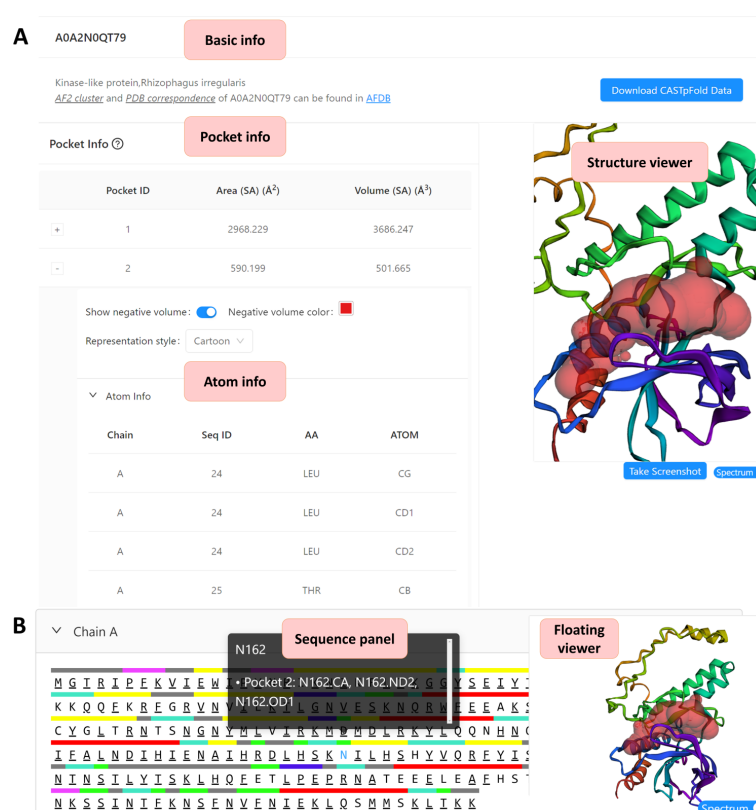 A
A0A2N0QT79
Basic info
Kinase-like protein,Rhizophagus irregularis
AF2 cluster and PDB correspondence of A0A2N0QT79 can be found in AFDB
Download CASTpFold Data
Pocket Info
Pocket info
Structure viewer
Pocket ID Area (SA) (Å2) Volume (SA) (Å3)
+ 1 2968.229 3686.247
- 2 590.199 501.665
Show negative volume: Negative volume color:
Representation style: Cartoon
Atom info
Atom Info
Chain Seq ID AA ATOM
A 24 LEU CG
A 24 LEU CD1
A 24 LEU CD2
A 25 THR CB
Take Screenshot Spectrum
B
Chain A
Sequence panel
Floating viewer
N162
• Pocket 2: N162.CA, N162.ND2,
N162.OD1
M G T R I P F K V I E W I G G Y S E I Y
K K Q Q F K R F G R V N V I L G N V E S K N Q R W F E E A K
C Y G L T R N T S N G N Y M L V I R K M D M D L R K Y L Q Q N H N
I F A L N D I H I E N A I H R D L H S K N I L H S H Y V Q R F Y I S
N T N S T L Y T S K L H Q F E T L P E P R N A T E E E L E A F H S T
N K S S I N T F K N S F N V F N I E K L Q S M M S K L T K K
Spectrum